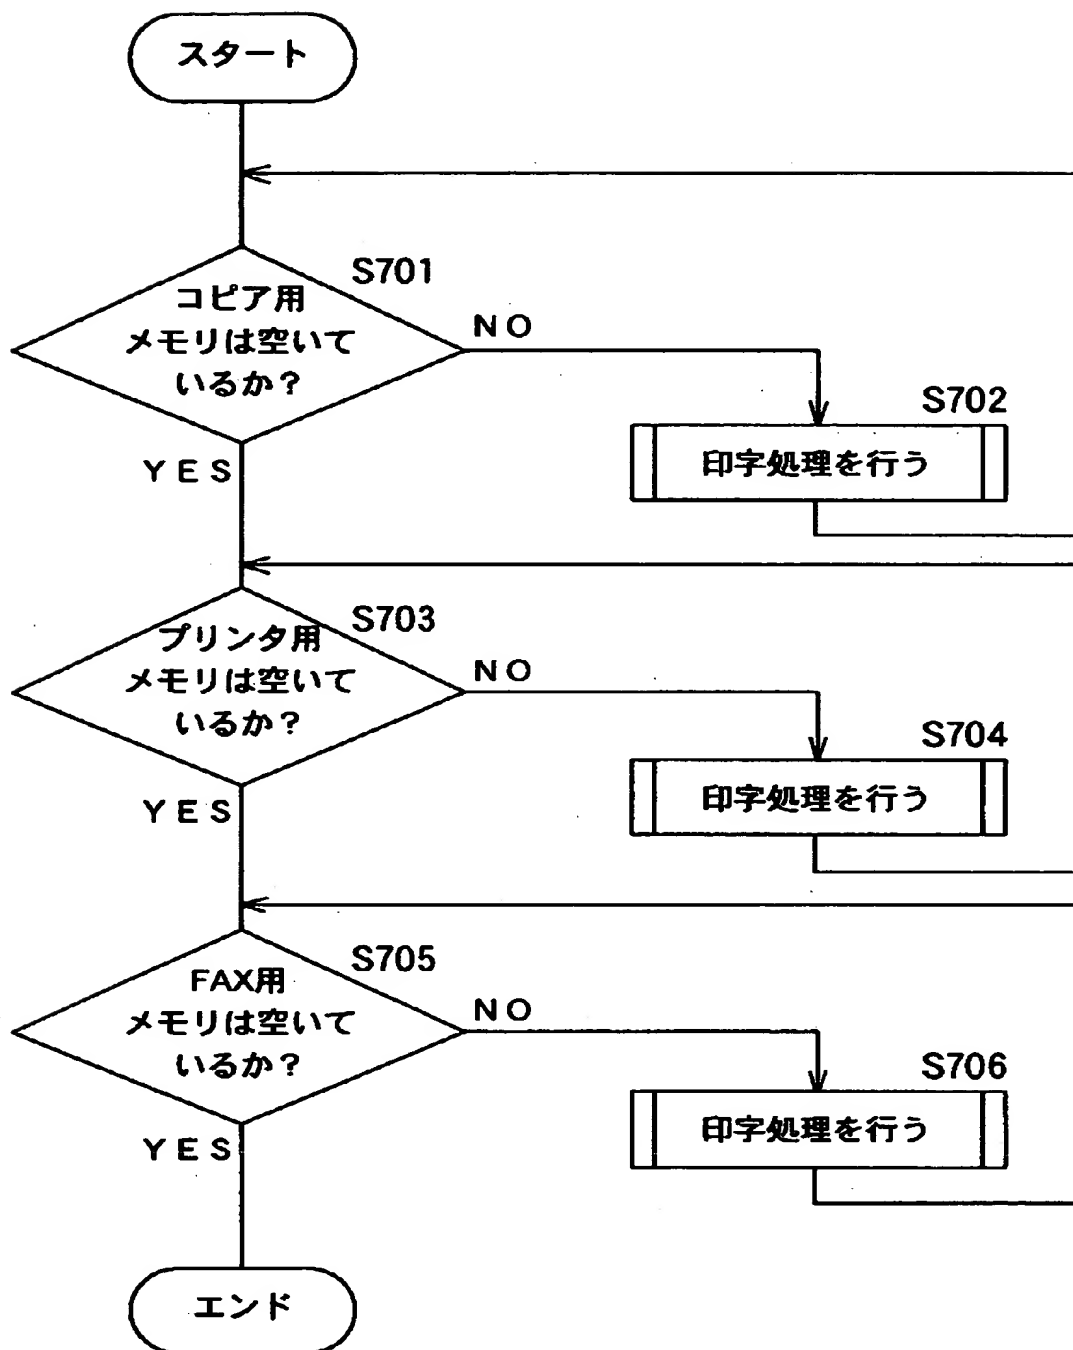 スタート
S701
コピア用
メモリは空いて
いるか？
NO
YES
S702
印字処理を行う
S703
プリンタ用
メモリは空いて
いるか？
NO
YES
S704
印字処理を行う
S705
FAX用
メモリは空いて
いるか？
NO
YES
S706
印字処理を行う
エンド